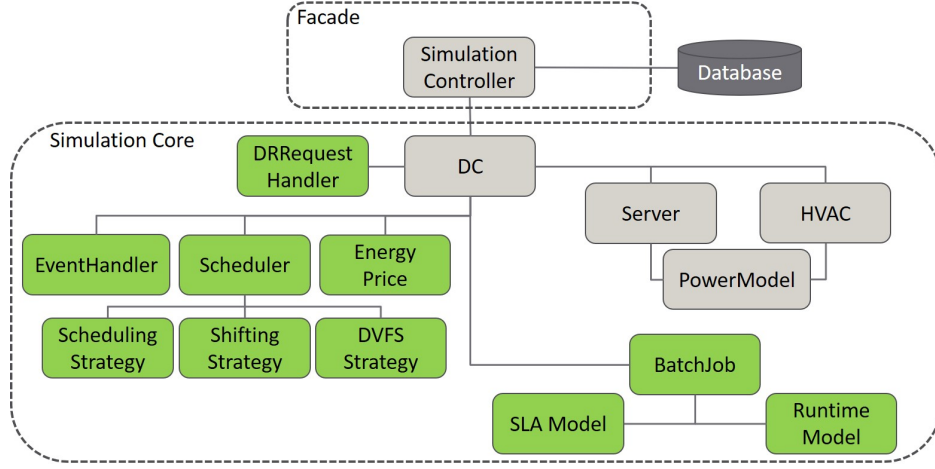 Facade
Simulation
Controller
Database
Simulation Core
DRRequest
Handler
DC
Server
HVAC
EventHandler
Scheduler
Energy
Price
PowerModel
Scheduling
Strategy
Shifting
Strategy
DVFS
Strategy
BatchJob
SLA Model
Runtime
Model